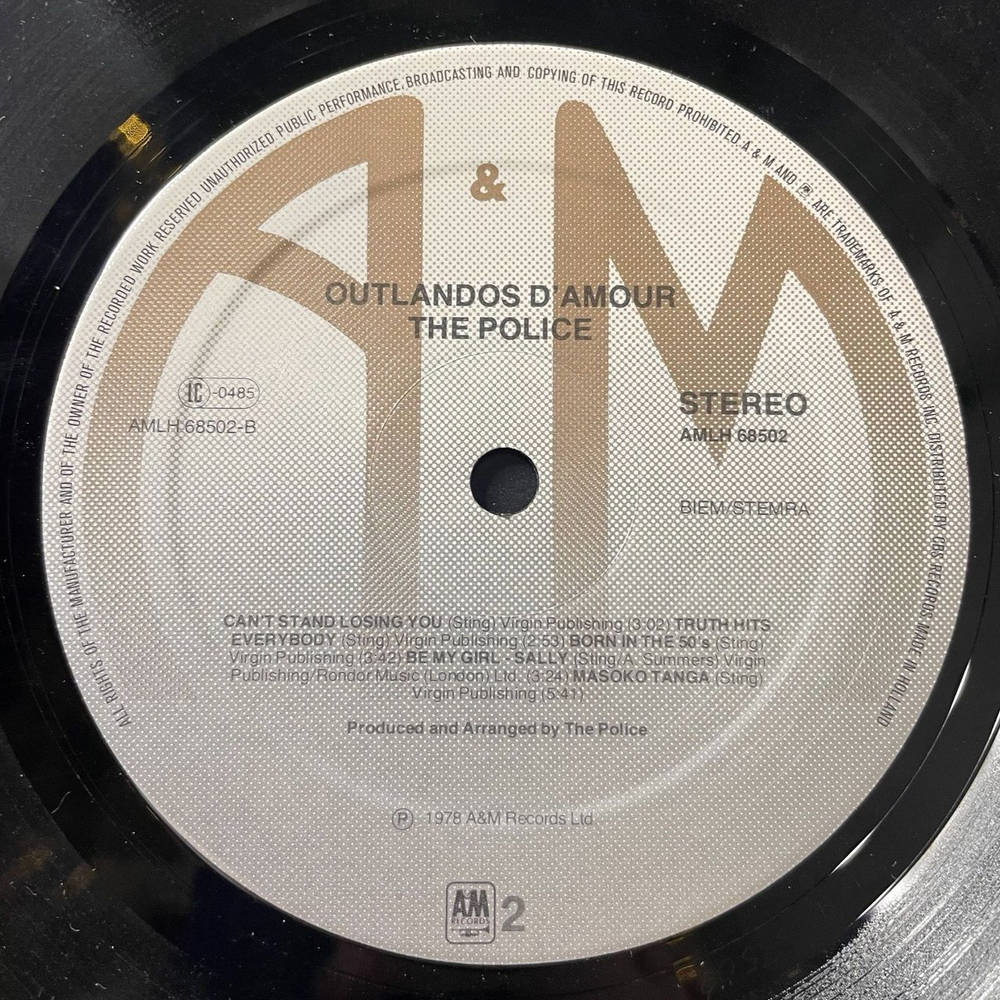 ALL RIGHTS OF THE MANUFACTURER AND OF THE OWNER OF THE RECORDED WORK RESERVED UNAUTHORIZED PUBLIC PERFORMANCE, BROADCASTING AND COPYING OF THIS RECORD PROHIBITED. A & M AND ARE TRADEMARKS OF A & M RECORDS INC. DISTRIBUTED BY CBS RECORDS. MADE IN HOLLAND
A & M
OUTLANDOS D'AMOUR
THE POLICE
LC -0485
AMLH 68502-B
STEREO
AMLH 68502
BIEM/STEMRA
CAN'T STAND LOSING YOU (Sting) Virgin Publishing (3:02) TRUTH HITS
EVERYBODY (Sting) Virgin Publishing (2:53) BORN IN THE 50's (Sting)
Virgin Publishing (3:42) BE MY GIRL - SALLY (Sting/A. Summers) Virgin
Publishing/Rondor Music (London) Ltd. (3:24) MASOKO TANGA (Sting)
Virgin Publishing (5:41)
Produced and Arranged by The Police
Ⓟ 1978 A&M Records Ltd
AM RECORDS 2